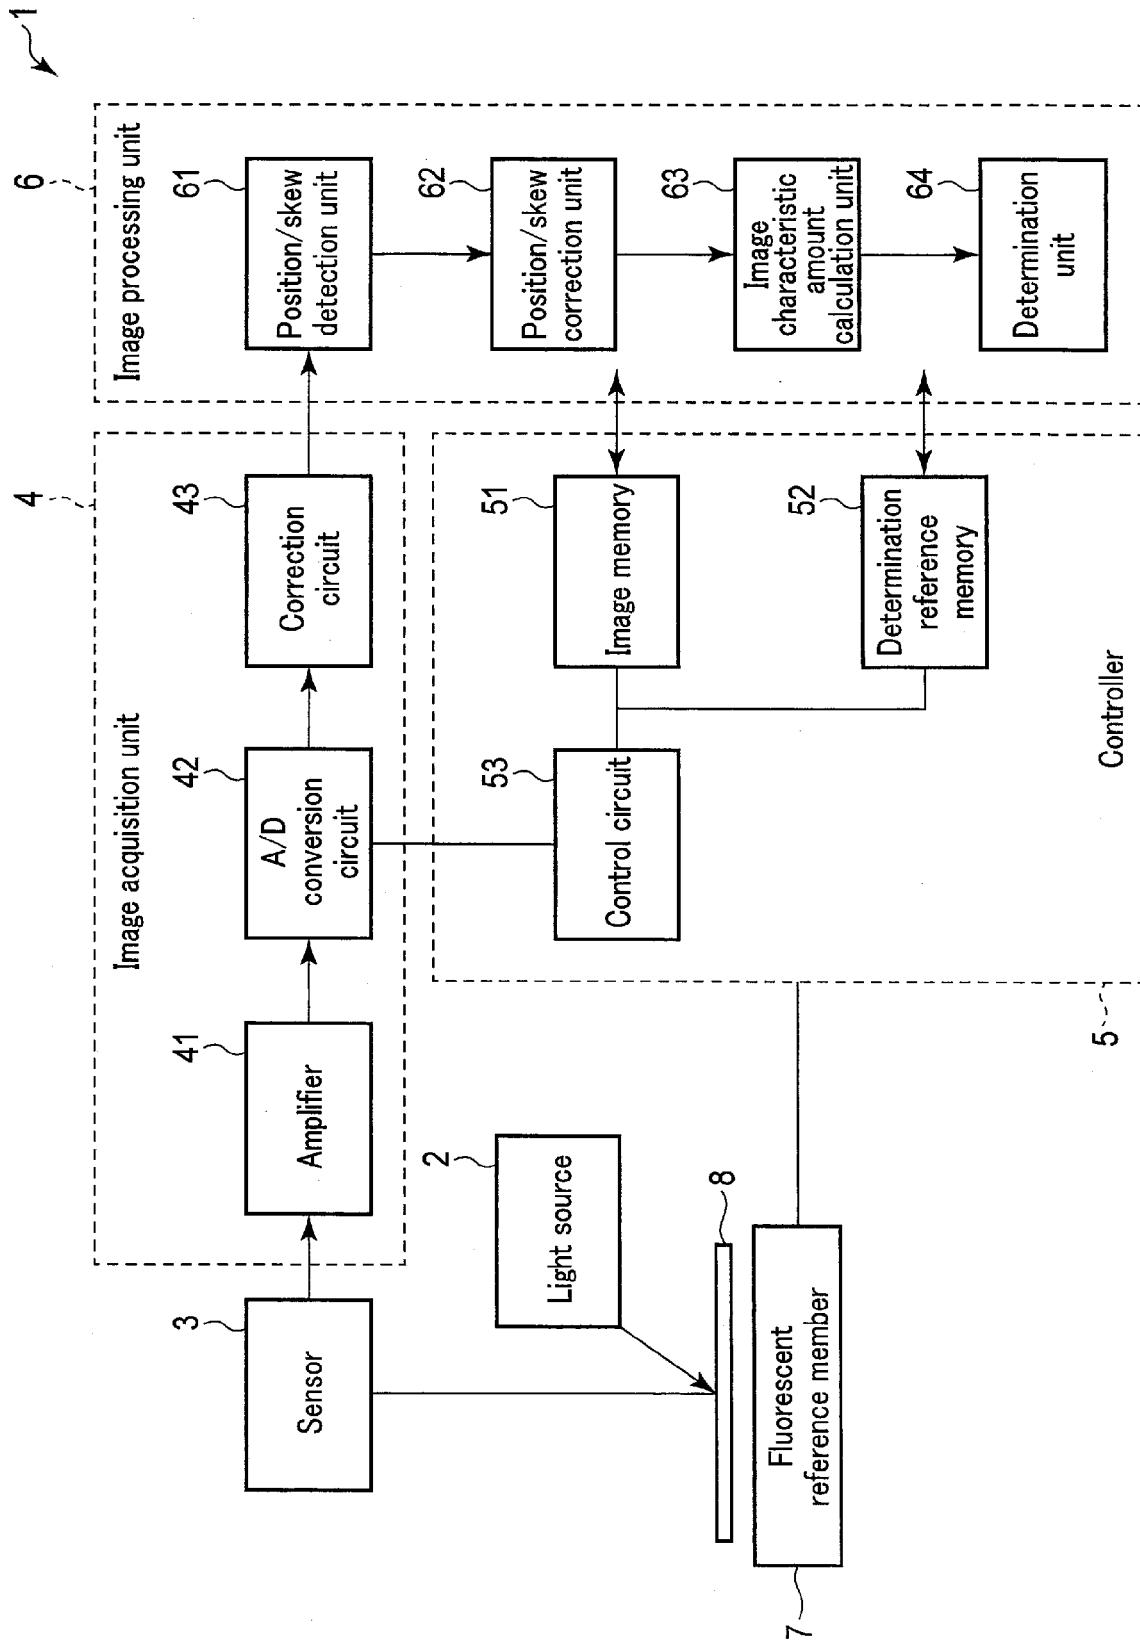 1
6
Image processing unit
61
Position/skew
detection unit
62
Position/skew
correction unit
63
Image
characteristic
amount
calculation unit
64
Determination
unit
4
Image acquisition unit
41
Amplifier
42
A/D
conversion
circuit
43
Correction
circuit
3
Sensor
2
Light source
8
Fluorescent
reference member
7
51
Image memory
52
Determination
reference
memory
53
Control circuit
Controller
5